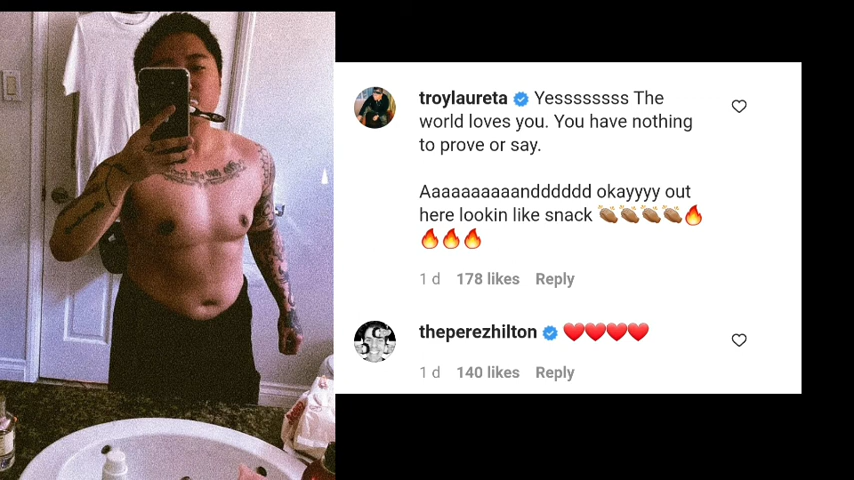 troylaureta Yesssssssss The
world loves you. You have nothing
to prove or say.
Aaaaaaaaaandddddd okayyyy out
here lookin like snack 👏🏾👏🏾👏🏾👏🏾🔥
🔥🔥🔥
1 d 178 likes Reply
theperezhilton ❤️❤️❤️❤️
1 d 140 likes Reply